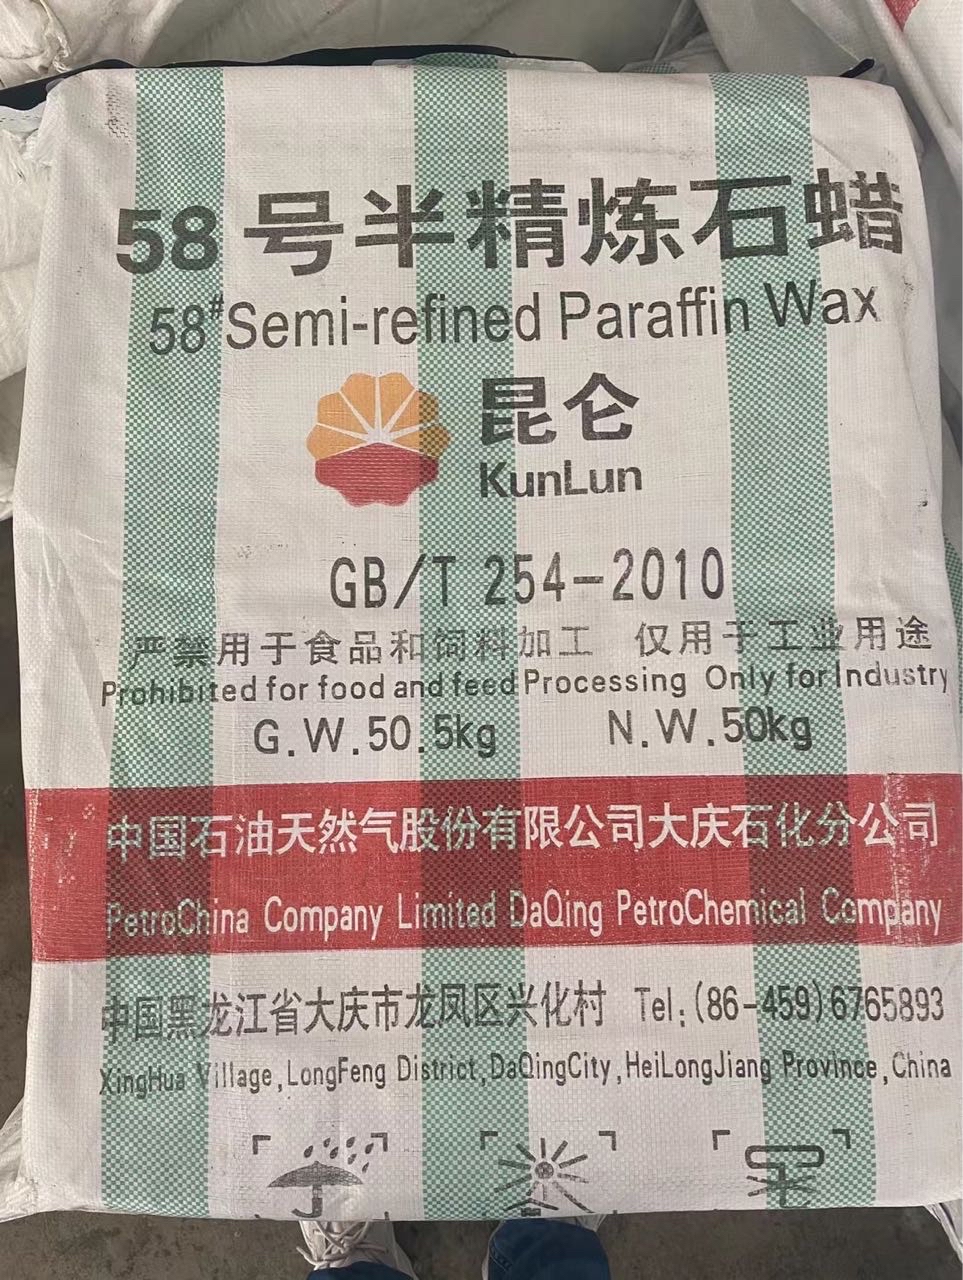 58号半精炼石蜡
58#Semi-refined Paraffin Wax
昆仑
KunLun
GB/T 254-2010
严禁用于食品和饲料加工 仅用于工业用途
Prohibited for food and feed Processing Only for Industry
G.W.50.5kg N.W.50kg
中国石油天然气股份有限公司大庆石化分公司
PetroChina Company Limited DaQing PetroChemical Company
中国黑龙江省大庆市龙凤区兴化村 Tel:(86-459)6765893
XingHua Village,LongFeng District,DaQingCity,HeiLongJiang Province,China